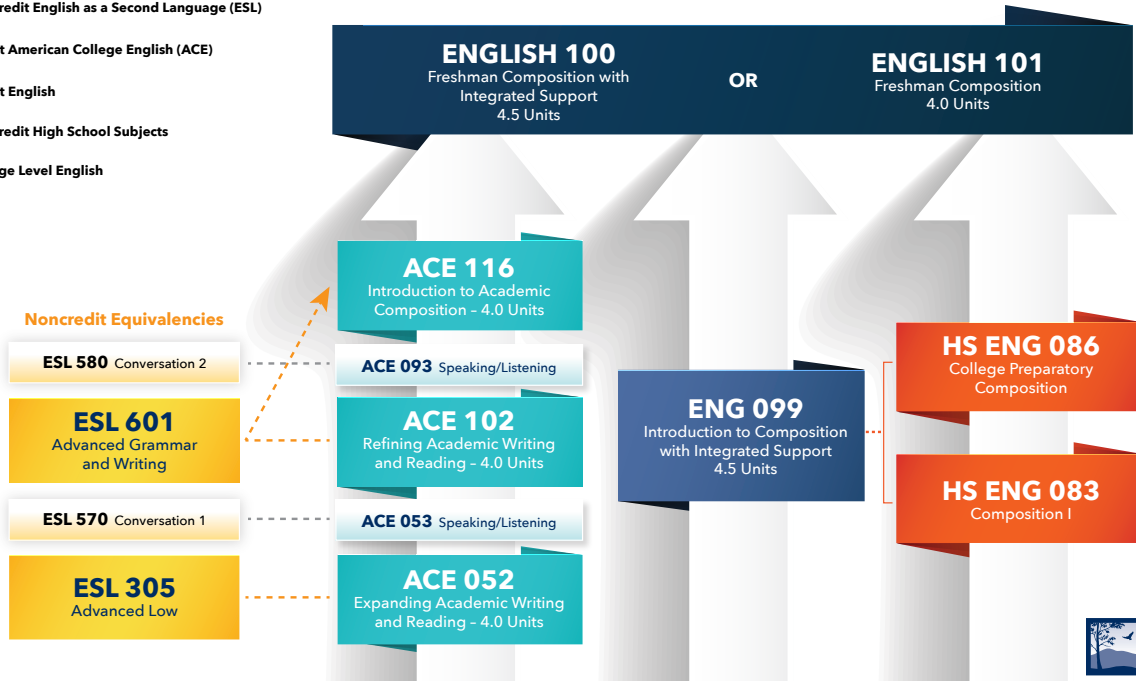 redit English as a Second Language (ESL)
t American College English (ACE)
t English
redit High School Subjects
ge Level English
ENGLISH 100
Freshman Composition with
Integrated Support
4.5 Units
OR
ENGLISH 101
Freshman Composition
4.0 Units
ACE 116
Introduction to Academic
Composition – 4.0 Units
Noncredit Equivalencies
ESL 580 Conversation 2
ACE 093 Speaking/Listening
ESL 601
Advanced Grammar
and Writing
ACE 102
Refining Academic Writing
and Reading – 4.0 Units
ESL 570 Conversation 1
ACE 053 Speaking/Listening
ESL 305
Advanced Low
ACE 052
Expanding Academic Writing
and Reading – 4.0 Units
ENG 099
Introduction to Composition
with Integrated Support
4.5 Units
HS ENG 086
College Preparatory
Composition
HS ENG 083
Composition I